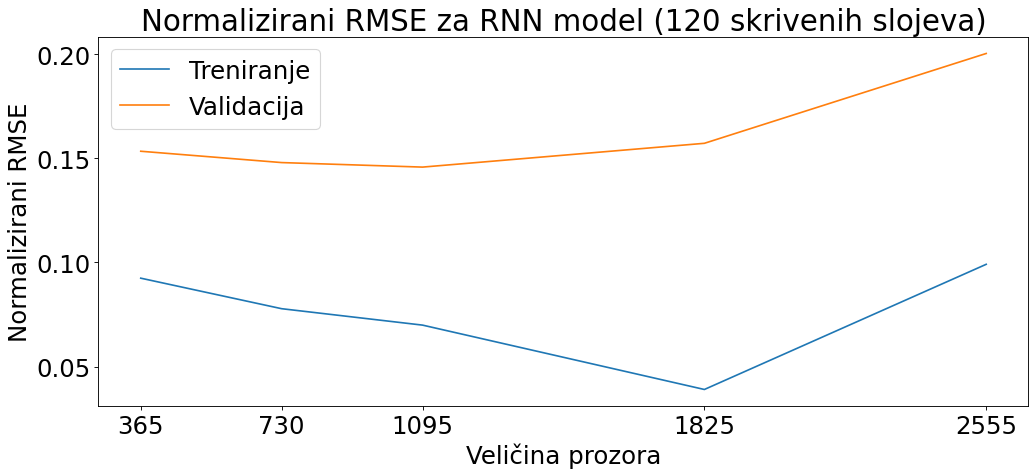 Normalizirani RMSE za RNN model (120 skrivenih slojeva)
Treniranje
Validacija
Normalizirani RMSE
0.20
0.15
0.10
0.05
365 730 1095 1825 2555
Veličina prozora